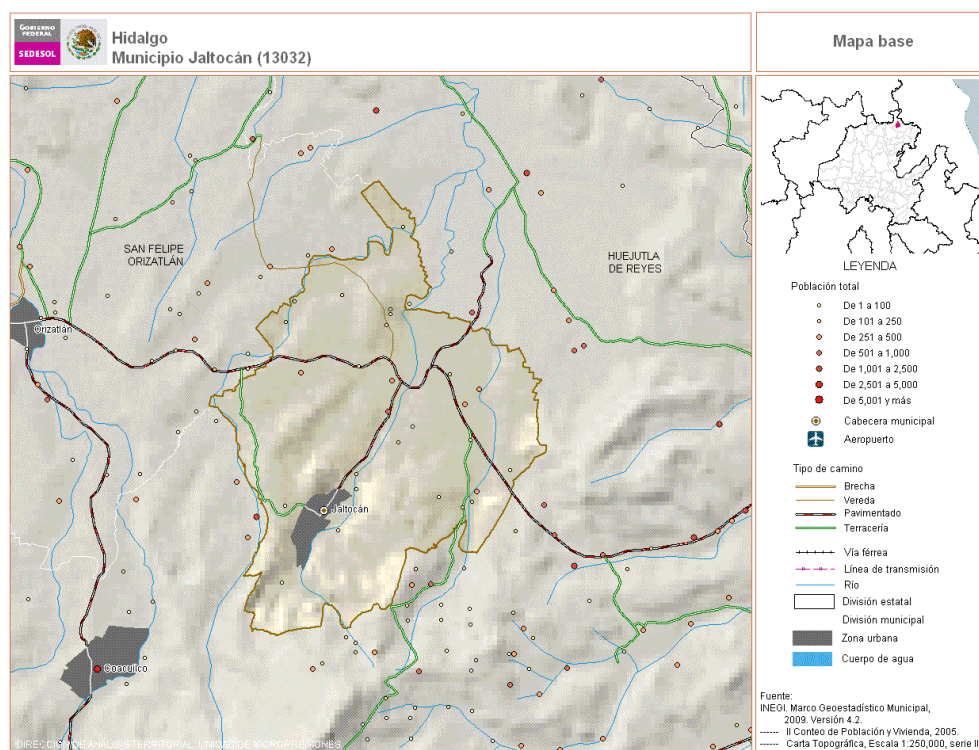 GOBIERNO
FEDERAL
SEDESOL
Hidalgo
Municipio Jaltocán (13032)
Mapa base
SAN FELIPE
ORIZATLÁN
HUEJUTLA
DE REYES
Orizatlán
Jaltocán
Coacuilco
DIRECCIÓN DE ANÁLISIS TERRITORIAL, UNIDAD DE MICRORREGIONES
LEYENDA
Población total
De 1 a 100
De 101 a 250
De 251 a 500
De 501 a 1,000
De 1,001 a 2,500
De 2,501 a 5,000
De 5,001 y más
Cabecera municipal
Aeropuerto
Tipo de camino
Brecha
Vereda
Pavimentado
Terracería
Vía férrea
Línea de transmisión
Río
División estatal
División municipal
Zona urbana
Cuerpo de agua
Fuente:
INEGI. Marco Geoestadístico Municipal,
2009. Versión 4.2.
------ II Conteo de Población y Vivienda, 2005.
------ Carta Topográfica, Escala 1:250,000, serie II